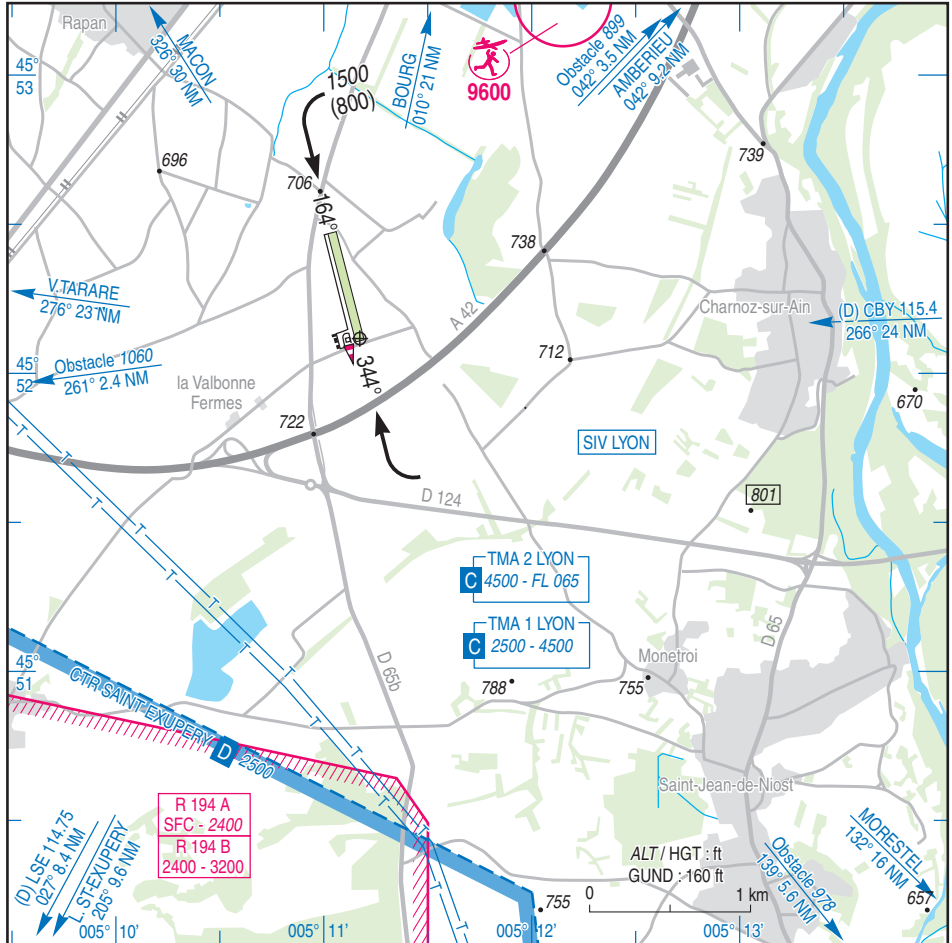 Rapan
MACON
326° 30 NM
BOURG
010° 21 NM
9600
Obstacle 899
042° 3.5 NM
AMBERIEU
042° 9.2 NM
45°
53
1500
(800)
696
706
739
164°
738
V.TARARE
276° 23 NM
A 42
Charnoz-sur-Ain
(D) CBY 115.4
266° 24 NM
Obstacle 1060
261° 2.4 NM
45°
52
712
344°
la Valbonne
Fermes
670
722
SIV LYON
D 124
801
TMA 2 LYON
C 4500 - FL 065
TMA 1 LYON
C 2500 - 4500
D 65
D 65b
Monetroi
45°
51
788
755
CTR SAINT EXUPERY D 2500
T
T
T
T
T
T
T
T
T
T
T
T
Saint-Jean-de-Niost
R 194 A
SFC - 2400
R 194 B
2400 - 3200
(D) LSE 114.75
027° 8.4 NM
L. ST-EXUPERY
205° 9.6 NM
ALT / HGT : ft
GUND : 160 ft
0 1 km
Obstacle 978
139° 5.6 NM
MORESTEL
132° 16 NM
657
755
005° 10'
005° 11'
005° 12'
005° 13'